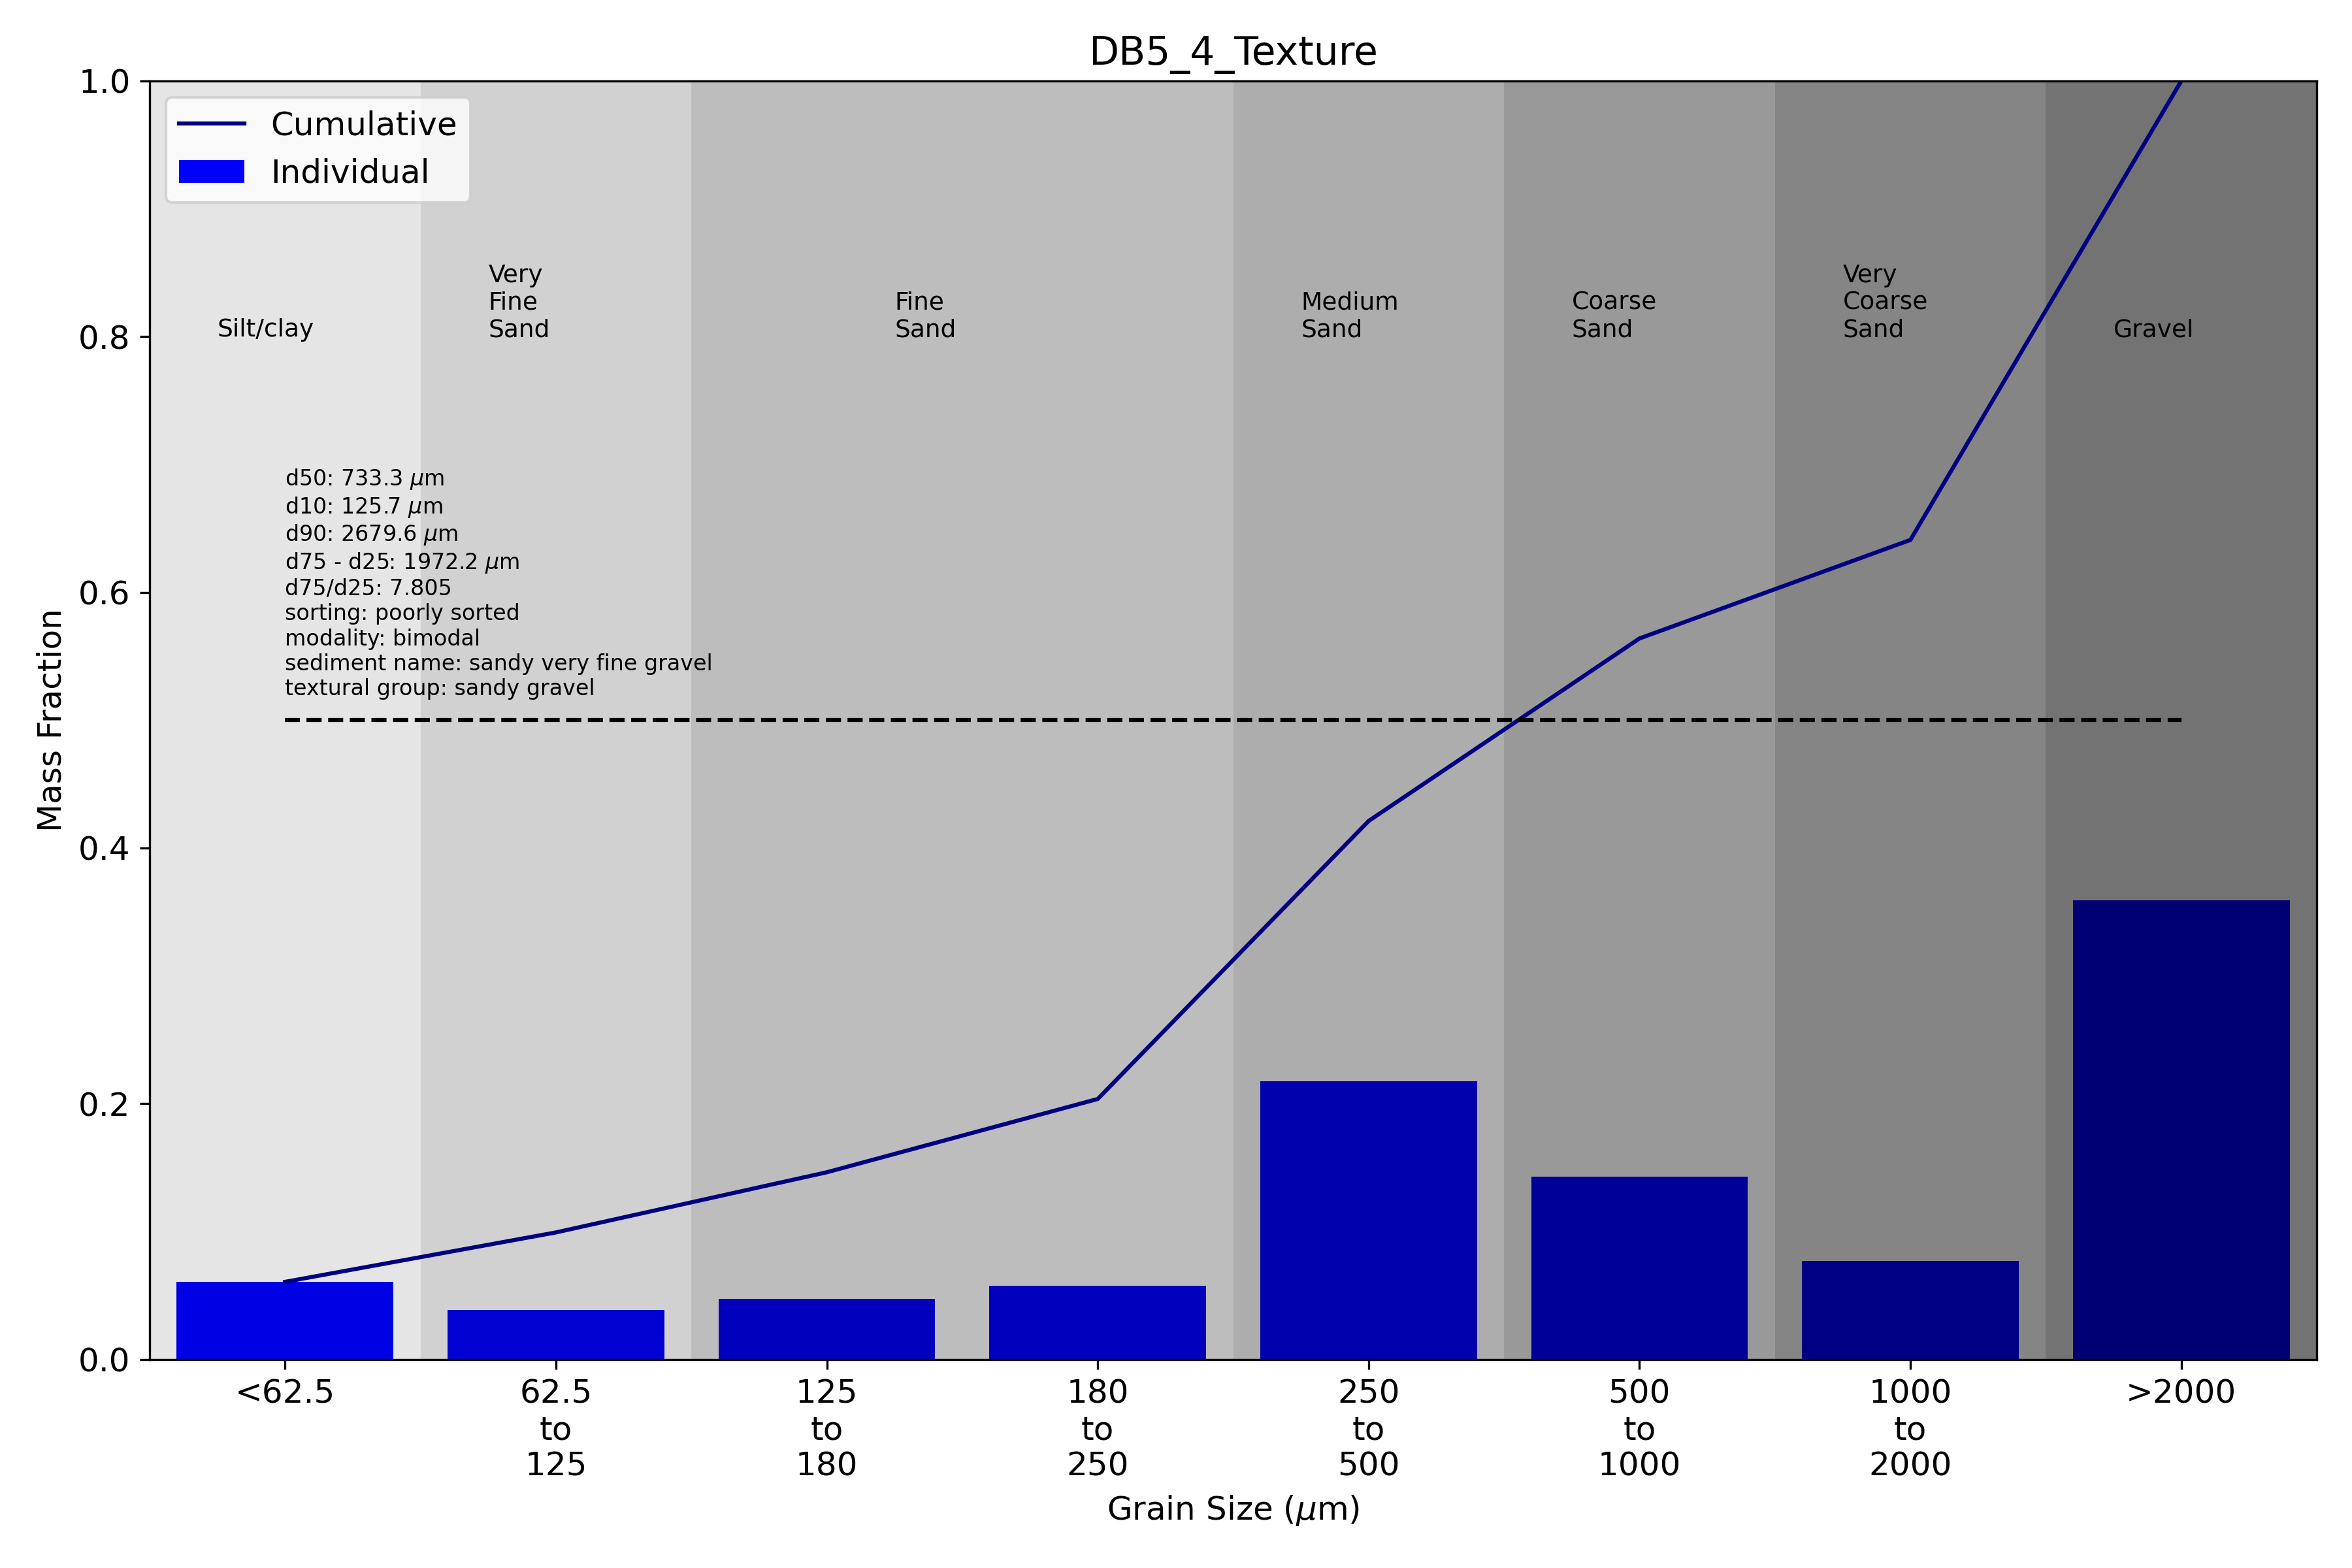 DB5_4_Texture
1.0
0.8
0.6
0.4
0.2
0.0
Mass Fraction
Cumulative
Individual
Silt/clay
Very
Fine
Sand
Fine
Sand
Medium
Sand
Coarse
Sand
Very
Coarse
Sand
Gravel
d50: 733.3 μm
d10: 125.7 μm
d90: 2679.6 μm
d75 - d25: 1972.2 μm
d75/d25: 7.805
sorting: poorly sorted
modality: bimodal
sediment name: sandy very fine gravel
textural group: sandy gravel
<62.5
62.5
to
125
125
to
180
180
to
250
250
to
500
500
to
1000
1000
to
2000
>2000
Grain Size (μm)